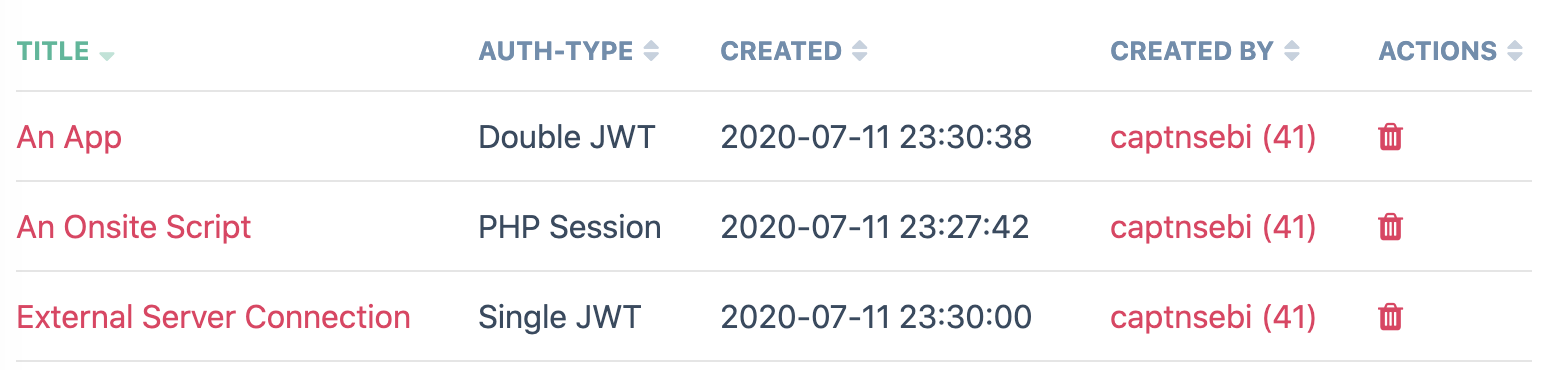 TITLE AUTH-TYPE CREATED CREATED BY ACTIONS
An App Double JWT 2020-07-11 23:30:38 captnsebi (41)
An Onsite Script PHP Session 2020-07-11 23:27:42 captnsebi (41)
External Server Connection Single JWT 2020-07-11 23:30:00 captnsebi (41)